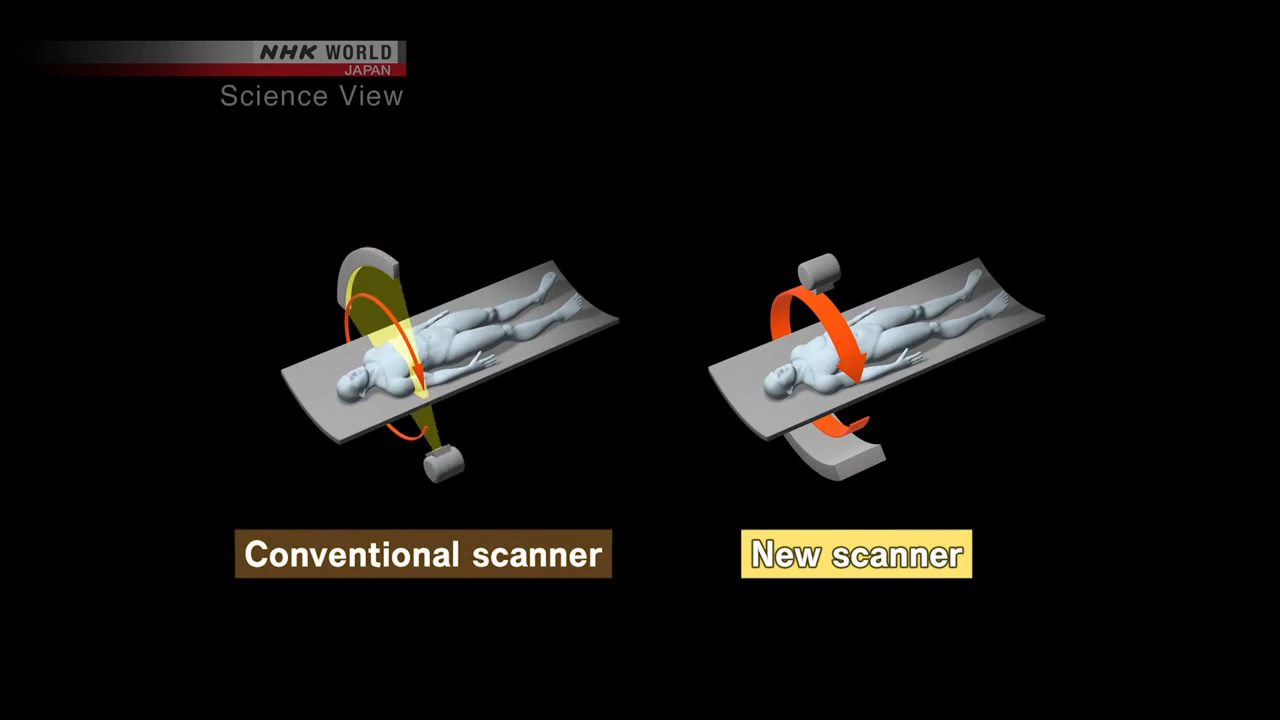 NHK WORLD
JAPAN
Science View
Conventional scanner
New scanner